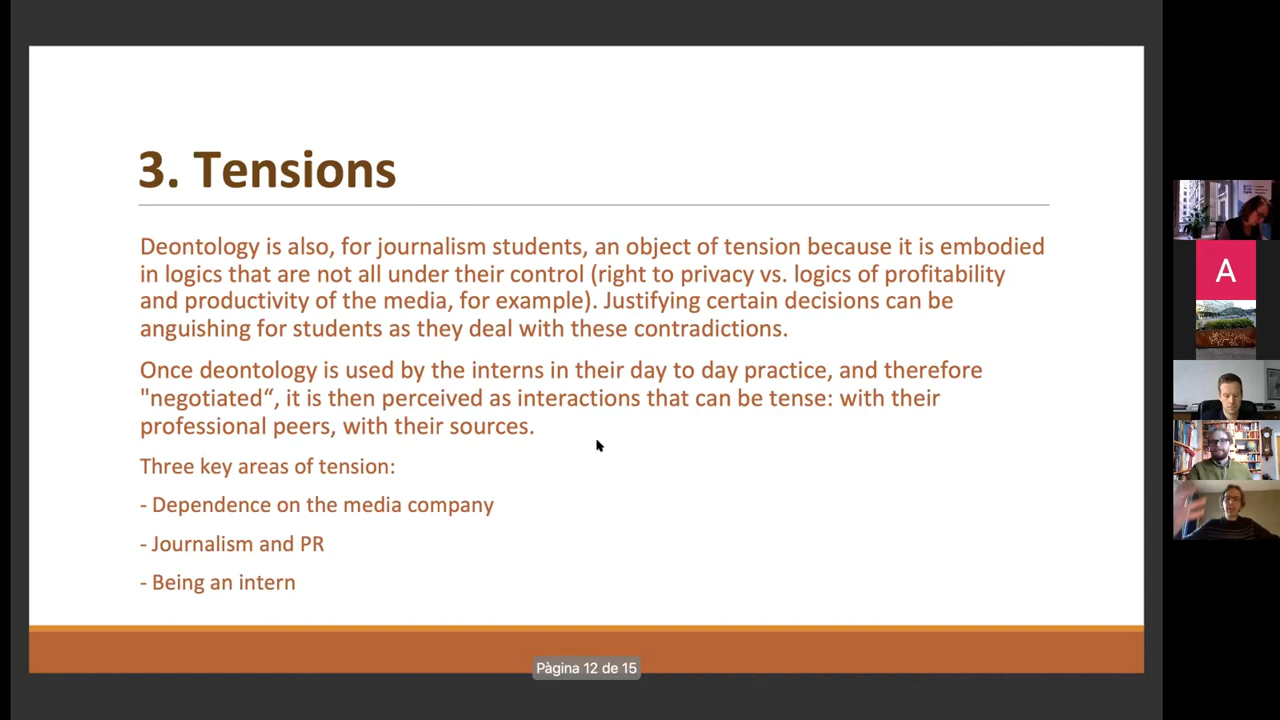 3. Tensions
Deontology is also, for journalism students, an object of tension because it is embodied
in logics that are not all under their control (right to privacy vs. logics of profitability
and productivity of the media, for example). Justifying certain decisions can be
anguishing for students as they deal with these contradictions.
Once deontology is used by the interns in their day to day practice, and therefore
"negotiated“, it is then perceived as interactions that can be tense: with their
professional peers, with their sources.
Three key areas of tension:
- Dependence on the media company
- Journalism and PR
- Being an intern
Pàgina 12 de 15
A